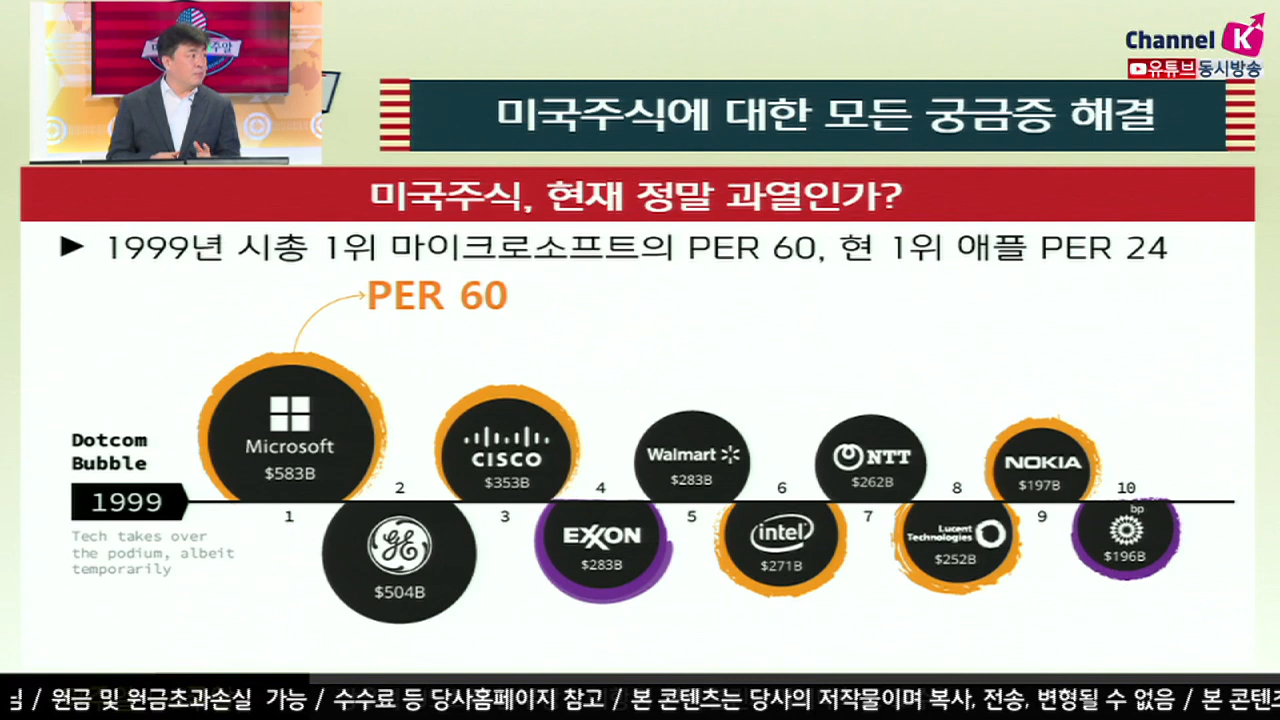 Channel K
유튜브 동시방송
미국주식에 대한 모든 궁금증 해결
미국주식, 현재 정말 과열인가?
▶ 1999년 시총 1위 마이크로소프트의 PER 60, 현 1위 애플 PER 24
PER 60
Dotcom
Bubble
1999
Tech takes over
the podium, albeit
temporarily
Microsoft
$583B
1
2
GE
$504B
CISCO
$353B
3
4
EXXON
$283B
Walmart
$283B
5
6
intel
$271B
NTT
$262B
7
8
Lucent
Technologies
$252B
NOKIA
$197B
9
10
bp
$196B
/ 원금 및 원금초과손실 가능 / 수수료 등 당사홈페이지 참고 / 본 콘텐츠는 당사의 저작물이며 복사, 전송, 변형될 수 없음 / 본 콘텐츠